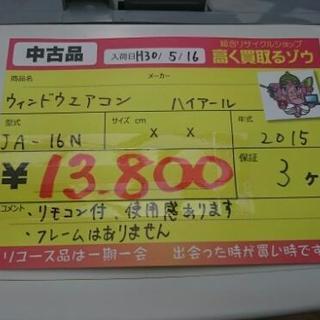 中古品
入荷日 H30/5/16
総合リサイクルショップ
高く買取るゾウ
商品名 メーカー
ウィンドウエアコン ハイアール
型式 サイズcm 年式
JA-16N X X 2015
¥13.800 保証 3ヶ
コメント
・リモコン付、使用感あります
・フレームはありません
リユース品は一期一会 出会った時が買い時です